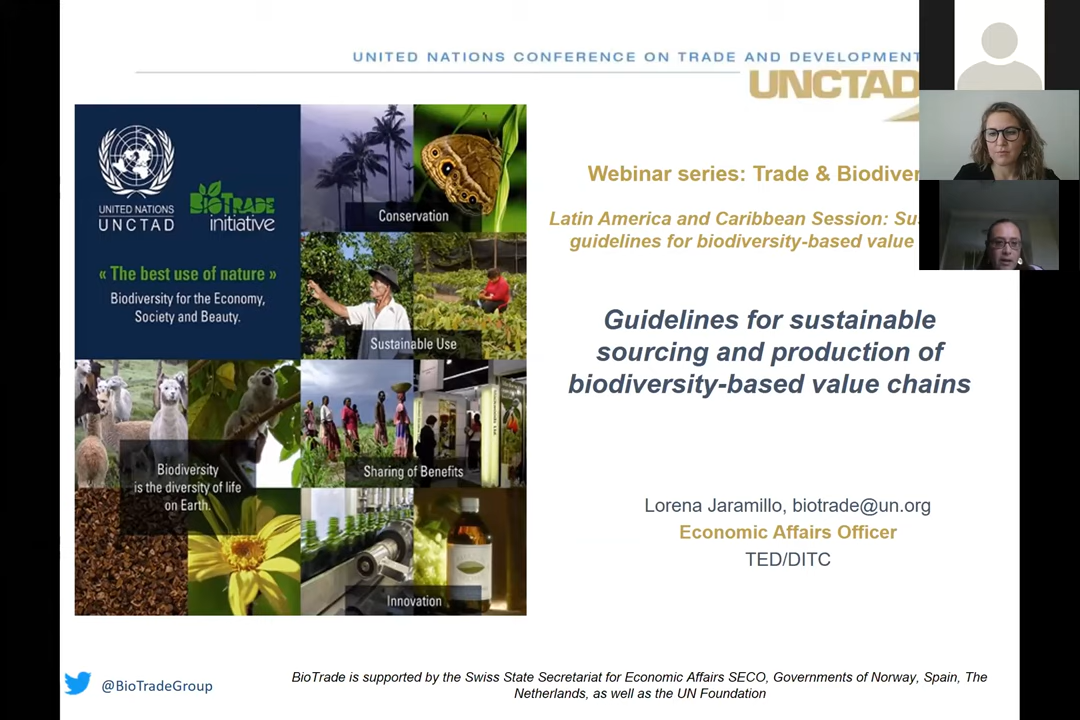 UNITED NATIONS CONFERENCE ON TRADE AND DEVELOPMENT
UNCTAD
UNITED NATIONS
UNCTAD
BIOTRADE
initiative
« The best use of nature »
Biodiversity for the Economy,
Society and Beauty.
Conservation
Sustainable Use
Biodiversity
is the diversity of life
on Earth.
Sharing of Benefits
Innovation
Webinar series: Trade &
Latin America and Caribbean Session:
guidelines for biodiversity-based value
Guidelines for sustainable
sourcing and production of
biodiversity-based value chains
Lorena Jaramillo, biotrade@un.org
Economic Affairs Officer
TED/DITC
@BioTradeGroup
BioTrade is supported by the Swiss State Secretariat for Economic Affairs SECO, Governments of Norway, Spain, The
Netherlands, as well as the UN Foundation